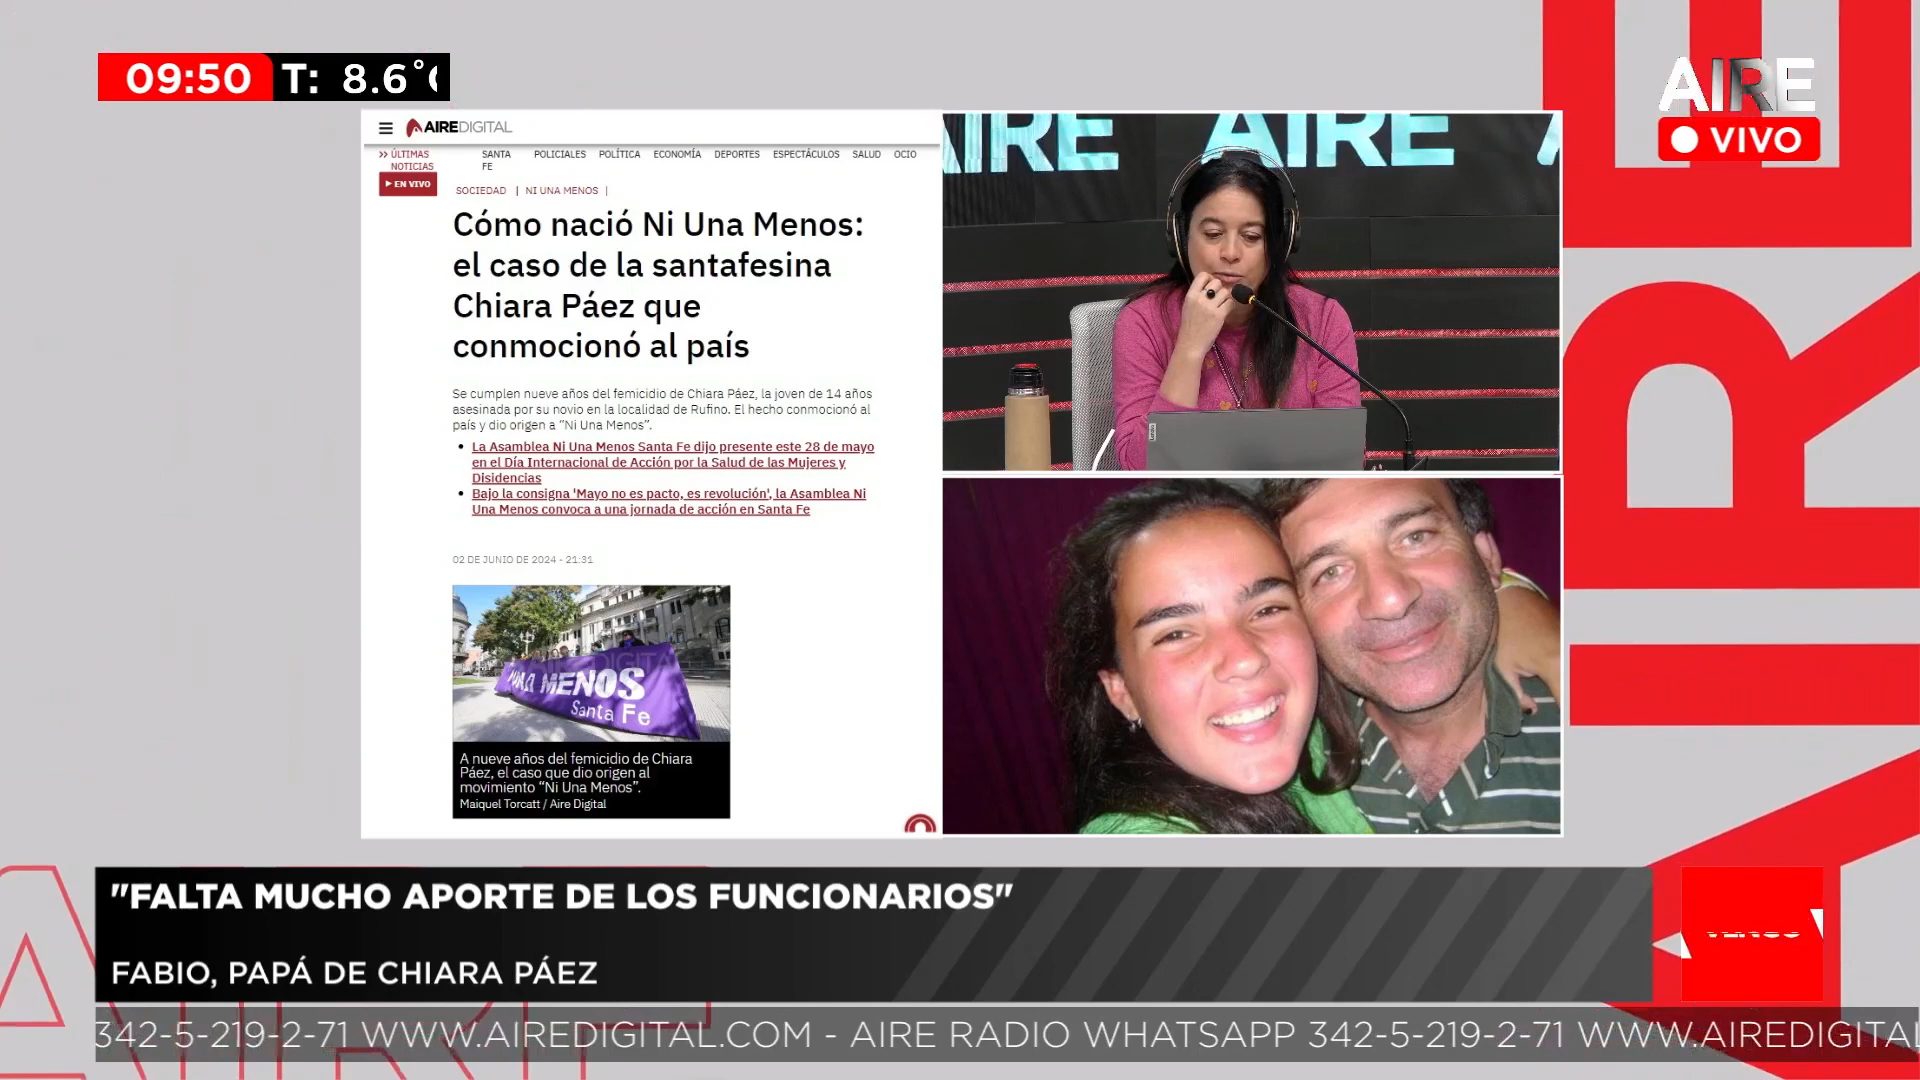 09:50 T: 8.6°
AIRE
VIVO
AIREDIGITAL
ÚLTIMAS NOTICIAS
SANTA FE
POLICIALES
POLÍTICA
ECONOMÍA
DEPORTES
ESPECTÁCULOS
SALUD
OCIO
EN VIVO
SOCIEDAD | NI UNA MENOS |
Cómo nació Ni Una Menos:
el caso de la santafesina
Chiara Páez que
conmocionó al país
Se cumplen nueve años del femicidio de Chiara Páez, la joven de 14 años
asesinada por su novio en la localidad de Rufino. El hecho conmocionó al
país y dio origen a “Ni Una Menos”.
La Asamblea Ni Una Menos Santa Fe dijo presente este 28 de mayo
en el Día Internacional de Acción por la Salud de las Mujeres y
Disidencias
Bajo la consigna 'Mayo no es pacto, es revolución', la Asamblea Ni
Una Menos convoca a una jornada de acción en Santa Fe
02 DE JUNIO DE 2024 - 21:31
MENOS
Santa Fe
A nueve años del femicidio de Chiara
Páez, el caso que dio origen al
movimiento “Ni Una Menos”.
Maiquel Torcatt / Aire Digital
AIRE AIRE
"FALTA MUCHO APORTE DE LOS FUNCIONARIOS"
FABIO, PAPÁ DE CHIARA PÁEZ
342-5-219-2-71 WWW.AIREDIGITAL.COM - AIRE RADIO WHATSAPP 342-5-219-2-71 WWW.AIREDIGITAL